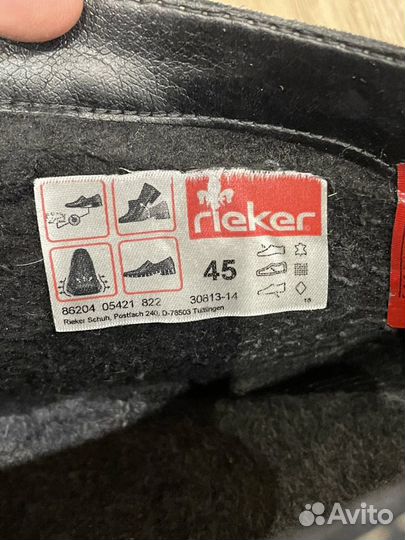 rieker
45
86204 05421 822 30813-14
Rieker Schuh, Postfach 240, D-78503 Tuttlingen
Avito